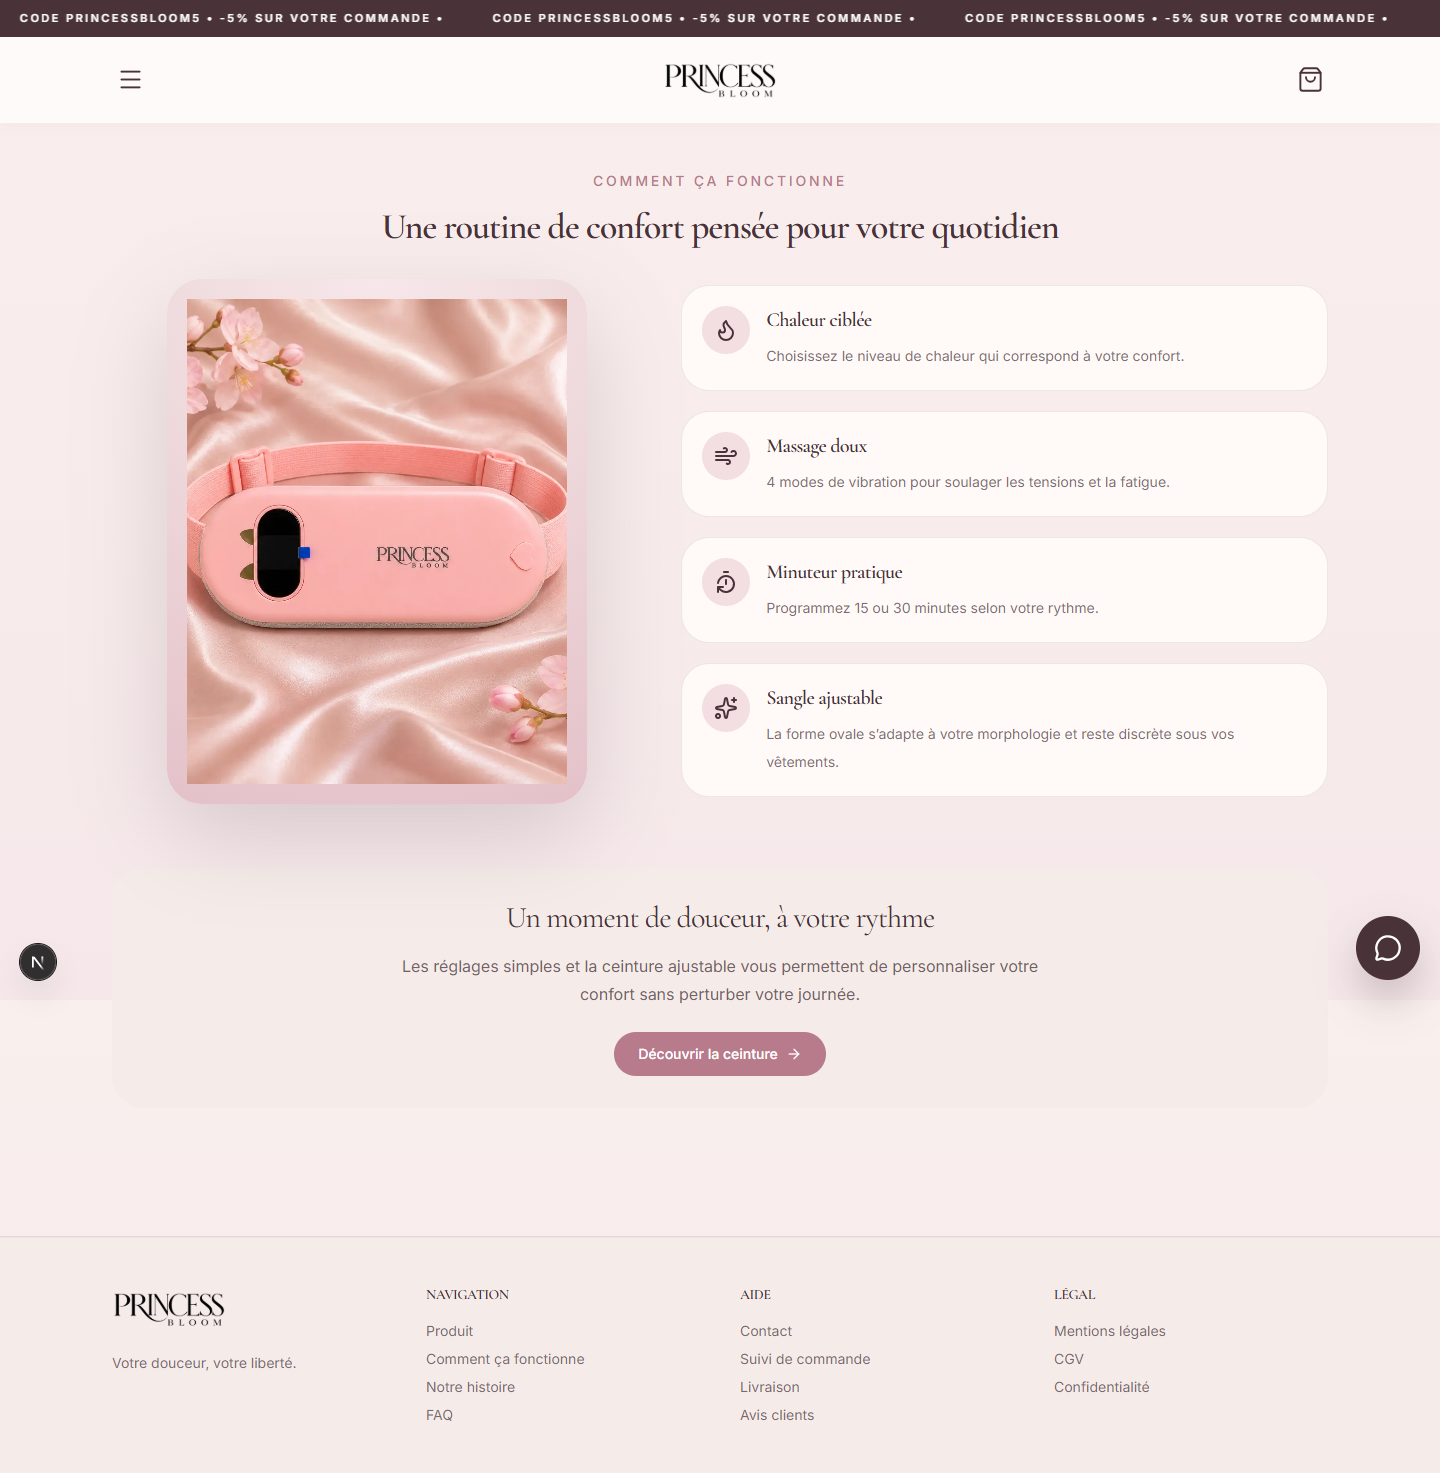 CODE PRINCESSBLOOM5 • -5% SUR VOTRE COMMANDE • CODE PRINCESSBLOOM5 • -5% SUR VOTRE COMMANDE • CODE PRINCESSBLOOM5 • -5% SUR VOTRE COMMANDE •
PRINCESS
BLOOM
COMMENT ÇA FONCTIONNE
Une routine de confort pensée pour votre quotidien
PRINCESS
BLOOM
Chaleur ciblée
Choisissez le niveau de chaleur qui correspond à votre confort.
Massage doux
4 modes de vibration pour soulager les tensions et la fatigue.
Minuteur pratique
Programmez 15 ou 30 minutes selon votre rythme.
Sangle ajustable
La forme ovale s’adapte à votre morphologie et reste discrète sous vos
vêtements.
Un moment de douceur, à votre rythme
Les réglages simples et la ceinture ajustable vous permettent de personnaliser votre
confort sans perturber votre journée.
N
Découvrir la ceinture
PRINCESS
BLOOM
Votre douceur, votre liberté.
NAVIGATION
Produit
Comment ça fonctionne
Notre histoire
FAQ
AIDE
Contact
Suivi de commande
Livraison
Avis clients
LÉGAL
Mentions légales
CGV
Confidentialité